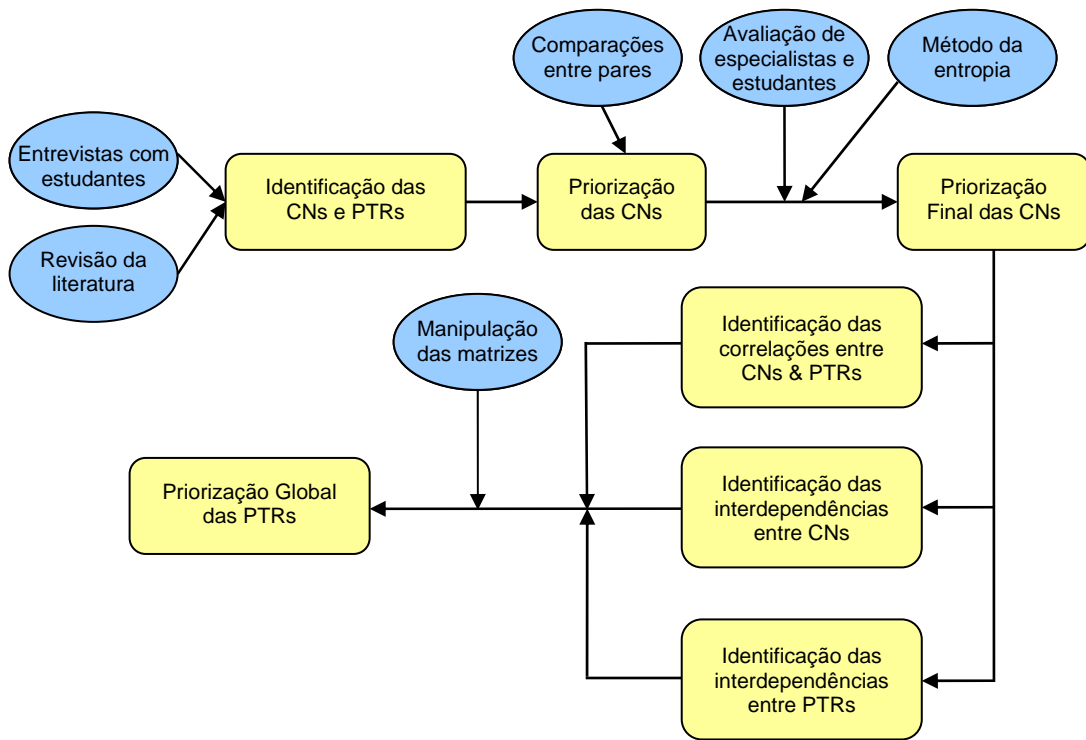 Comparações
entre pares
Avaliação de
especialistas e
estudantes
Método da
entropia
Entrevistas com
estudantes
Revisão da
literatura
Identificação das
CNs e PTRs
Priorização
das CNs
Priorização
Final das CNs
Manipulação
das matrizes
Identificação das
correlações entre
CNs & PTRs
Priorização Global
das PTRs
Identificação das
interdependências
entre CNs
Identificação das
interdependências
entre PTRs